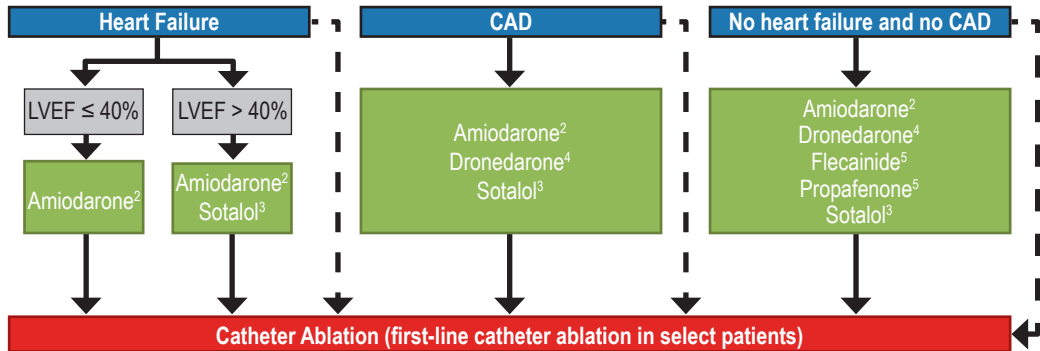 Heart Failure
LVEF ≤ 40%
LVEF > 40%
Amiodarone²
Amiodarone²
Sotalol³
CAD
Amiodarone²
Dronedarone⁴
Sotalol³
No heart failure and no CAD
Amiodarone²
Dronedarone⁴
Flecainide⁵
Propafenone⁵
Sotalol³
Catheter Ablation (first-line catheter ablation in select patients)